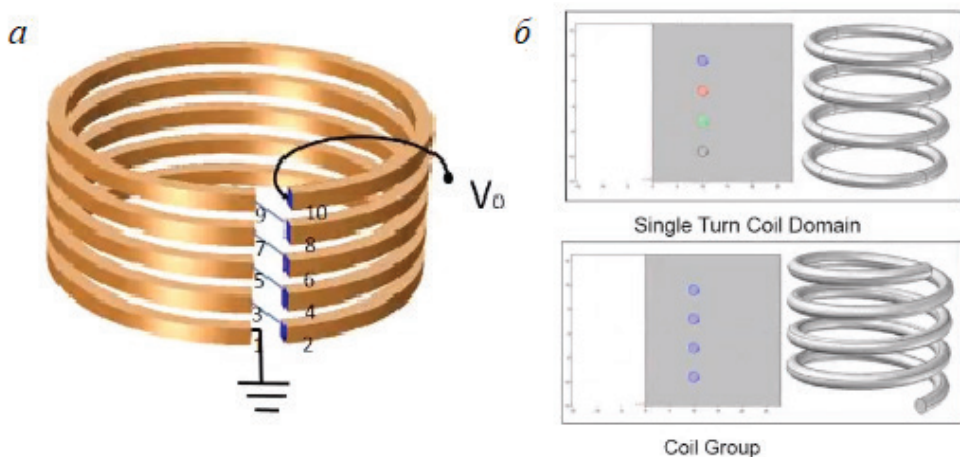 а
б
V₀
9 10
7 8
5 6
3 4
1 2
Single Turn Coil Domain
Coil Group